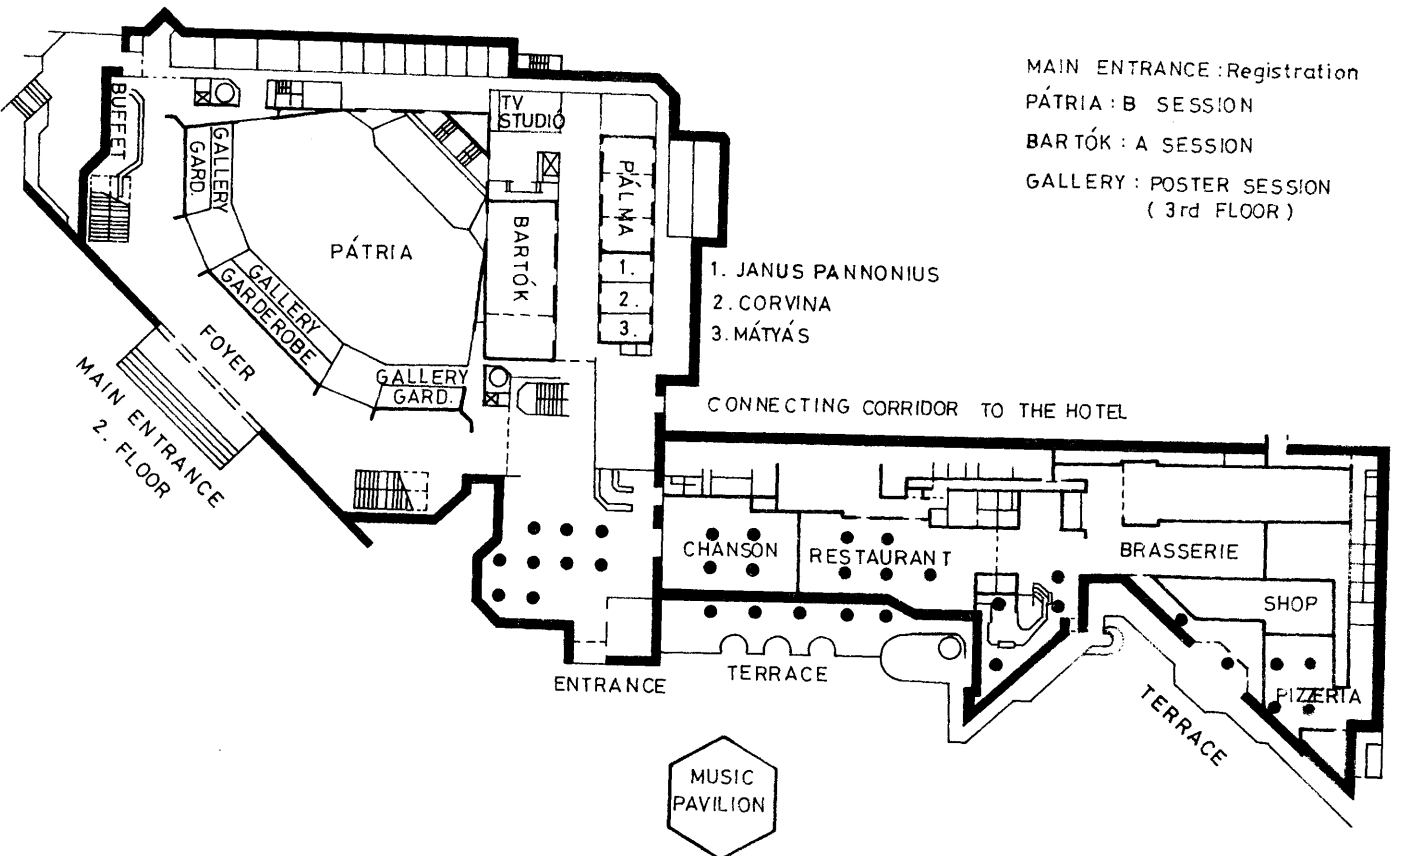 MAIN ENTRANCE: Registration
PÁTRIA: B SESSION
BARTÓK: A SESSION
GALLERY: POSTER SESSION
(3rd FLOOR)
BUFFET
TV
STUDIÓ
GALLERY
GARD.
PÁLMA
BARTÓK
PÁTRIA
1.
2.
3.
1. JANUS PANNONIUS
2. CORVINA
3. MÁTYÁS
GALLERY
GARDEROBE
FOYER
GALLERY
GARD.
MAIN ENTRANCE
2. FLOOR
CONNECTING CORRIDOR TO THE HOTEL
CHANSON
RESTAURANT
BRASSERIE
SHOP
PIZZERIA
ENTRANCE
TERRACE
TERRACE
MUSIC
PAVILION